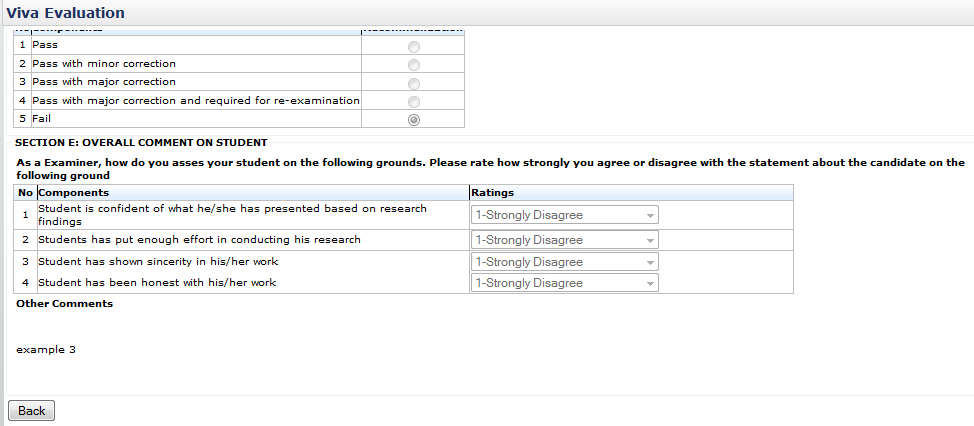 Viva Evaluation
1 Pass
2 Pass with minor correction
3 Pass with major correction
4 Pass with major correction and required for re-examination
5 Fail
SECTION E: OVERALL COMMENT ON STUDENT
As a Examiner, how do you asses your student on the following grounds. Please rate how strongly you agree or disagree with the statement about the candidate on the
following ground
No Components Ratings
1 Student is confident of what he/she has presented based on research
findings 1-Strongly Disagree
2 Students has put enough effort in conducting his research 1-Strongly Disagree
3 Student has shown sincerity in his/her work 1-Strongly Disagree
4 Student has been honest with his/her work 1-Strongly Disagree
Other Comments
example 3
Back